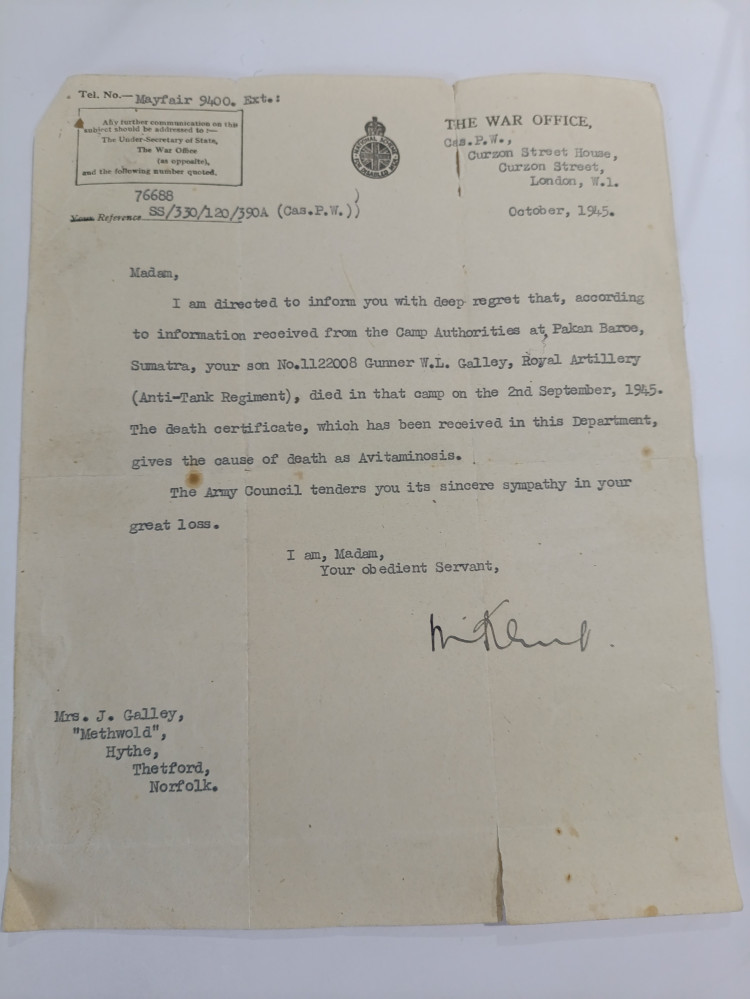 Tel. No.— Mayfair 9400. Ext.:
Any further communication on this
subject should be addressed to :—
The Under-Secretary of State,
The War Office
(as opposite),
and the following number quoted.
THE WAR OFFICE,
Cas.P.W.,
Curzon Street House,
Curzon Street,
London, W.1.
October, 1945.
76688 )
Your Reference SS/330/120/390A (Cas.P.W.))
Madam,
I am directed to inform you with deep regret that, according
to information received from the Camp Authorities at, Pakan Baroe,
Sumatra, your son No.1122008 Gunner W.L. Galley, Royal Artillery
(Anti-Tank Regiment), died in that camp on the 2nd September, 1945.
The death certificate, which has been received in this Department,
gives the cause of death as Avitaminosis.
The Army Council tenders you its sincere sympathy in your
great loss.
I am, Madam,
Your obedient Servant,
Mrs. J. Galley,
"Methwold",
Hythe,
Thetford,
Norfolk.